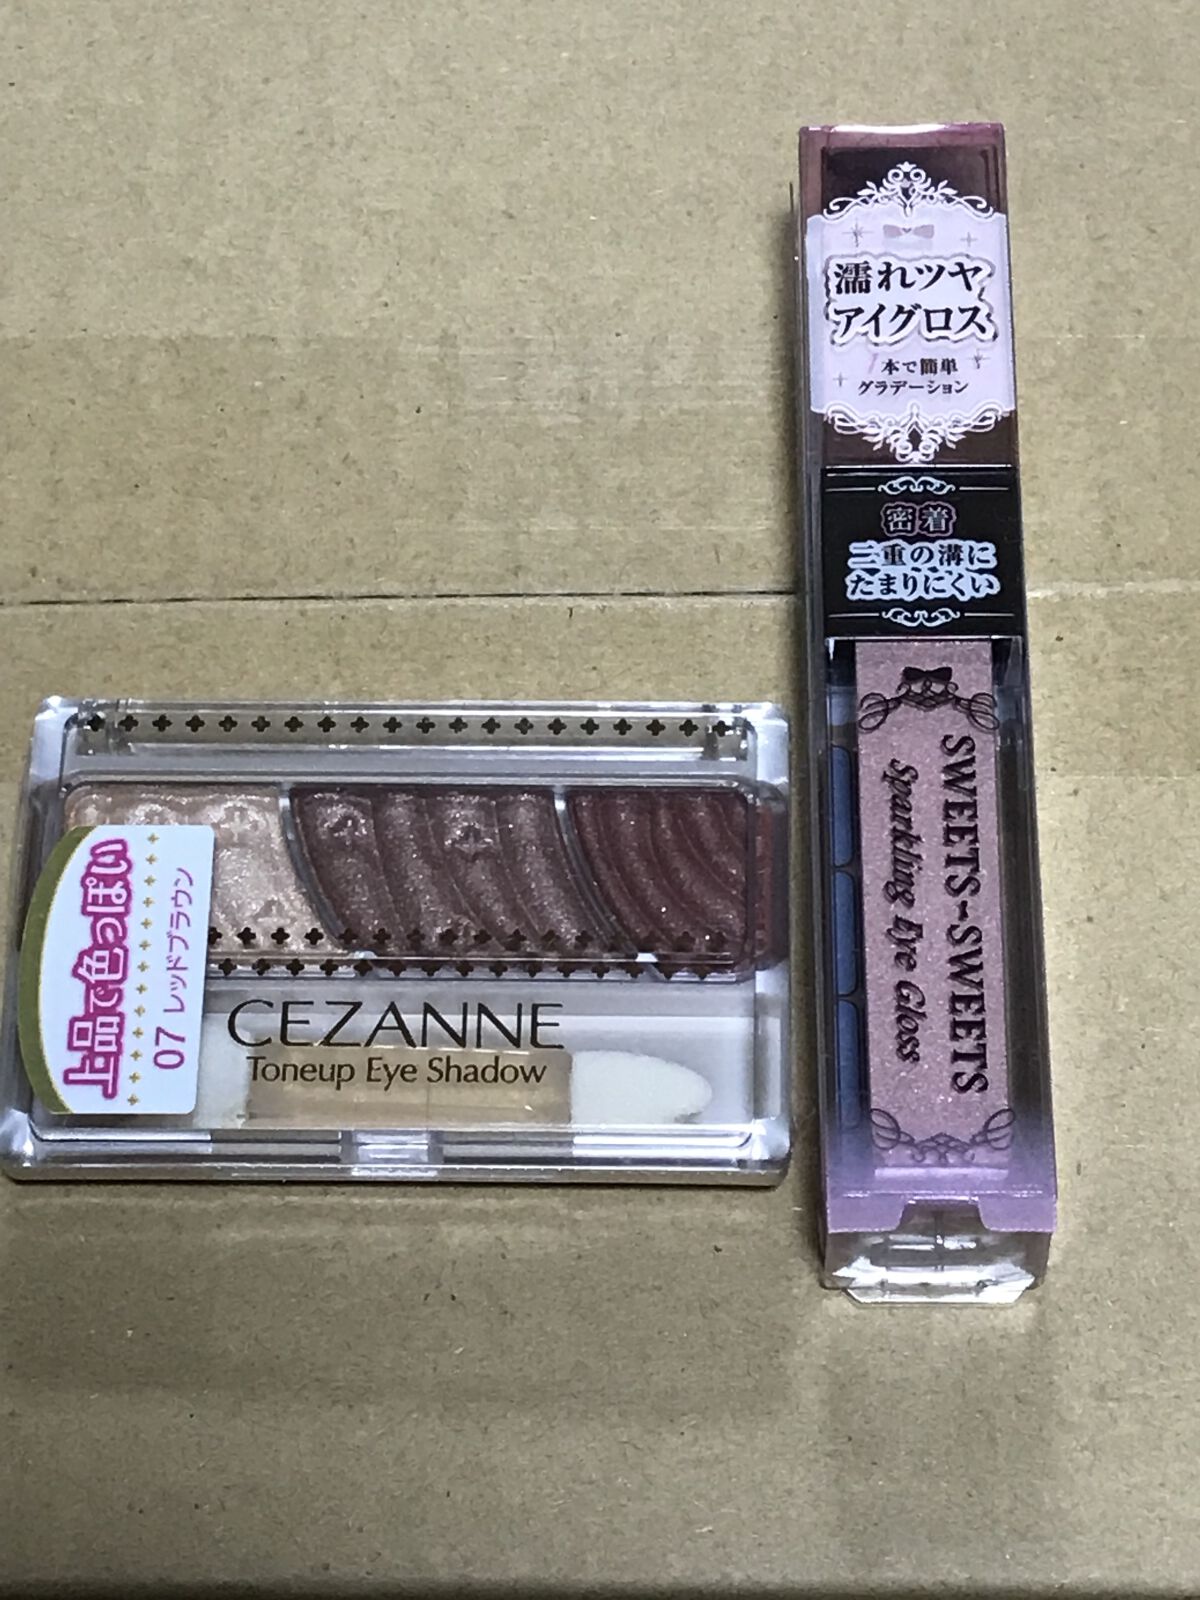 濡れツヤ
アイグロス
1本で簡単
グラデーション
密着
二重の溝に
たまりにくい
SWEETS-SWEETS
Sparkling Eye Gloss
上品で色っぽい
07 レッドブラウン
CEZANNE
Toneup Eye Shadow